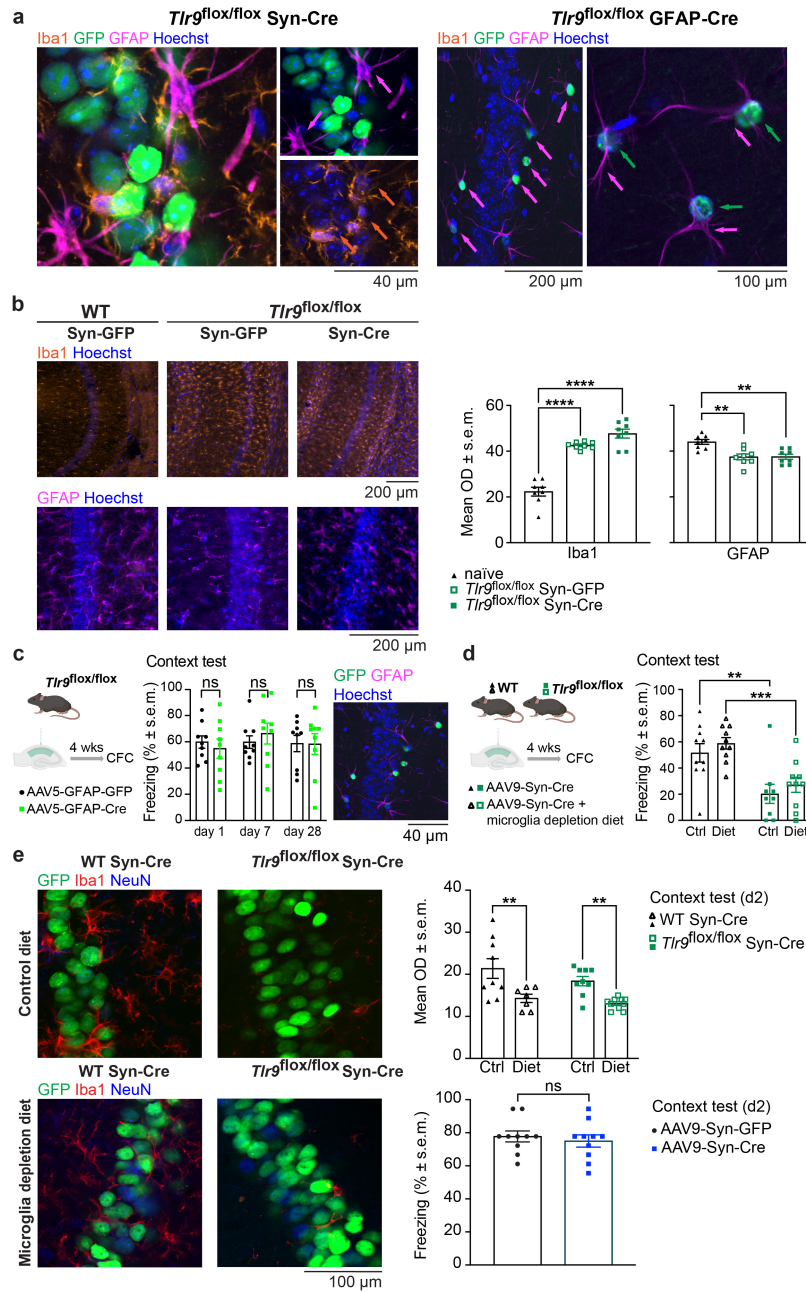 a
Tlr9flox/flox Syn-Cre
Tlr9flox/flox GFAP-Cre
Iba1 GFP GFAP Hoechst
Iba1 GFP GFAP Hoechst
40 µm
200 µm
100 µm
b
WT
Tlr9flox/flox
Syn-GFP
Syn-GFP
Syn-Cre
Iba1 Hoechst
200 µm
GFAP Hoechst
200 µm
Mean OD ± s.e.m.
60
40
20
0
****
****
**
**
Iba1
GFAP
naïve
Tlr9flox/flox Syn-GFP
Tlr9flox/flox Syn-Cre
c
Tlr9flox/flox
4 wks
CFC
AAV5-GFAP-GFP
AAV5-GFAP-Cre
Context test
Freezing (% ± s.e.m.)
100
80
60
40
20
0
ns
ns
ns
day 1
day 7
day 28
GFP GFAP
Hoechst
40 µm
d
WT
Tlr9flox/flox
4 wks
CFC
AAV9-Syn-Cre
AAV9-Syn-Cre +
microglia depletion diet
Context test
Freezing (% ± s.e.m.)
100
80
60
40
20
0
**
***
Ctrl
Diet
Ctrl
Diet
e
WT Syn-Cre
Tlr9flox/flox Syn-Cre
GFP Iba1 NeuN
Control diet
WT Syn-Cre
Tlr9flox/flox Syn-Cre
GFP Iba1 NeuN
Microglia depletion diet
100 µm
Mean OD ± s.e.m.
40
30
20
10
0
**
**
Ctrl
Diet
Ctrl
Diet
Context test (d2)
WT Syn-Cre
Tlr9flox/flox Syn-Cre
Freezing (% ± s.e.m.)
100
80
60
40
20
0
ns
Context test (d2)
AAV9-Syn-GFP
AAV9-Syn-Cre